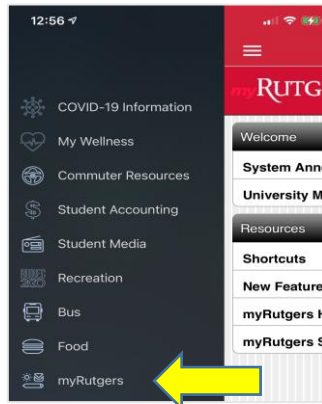 12:56
COVID-19 Information
My Wellness
Commuter Resources
Student Accounting
Student Media
Recreation
Bus
Food
myRutgers
myRUTG
Welcome
System Anno
University M
Resources
Shortcuts
New Feature
myRutgers H
myRutgers S